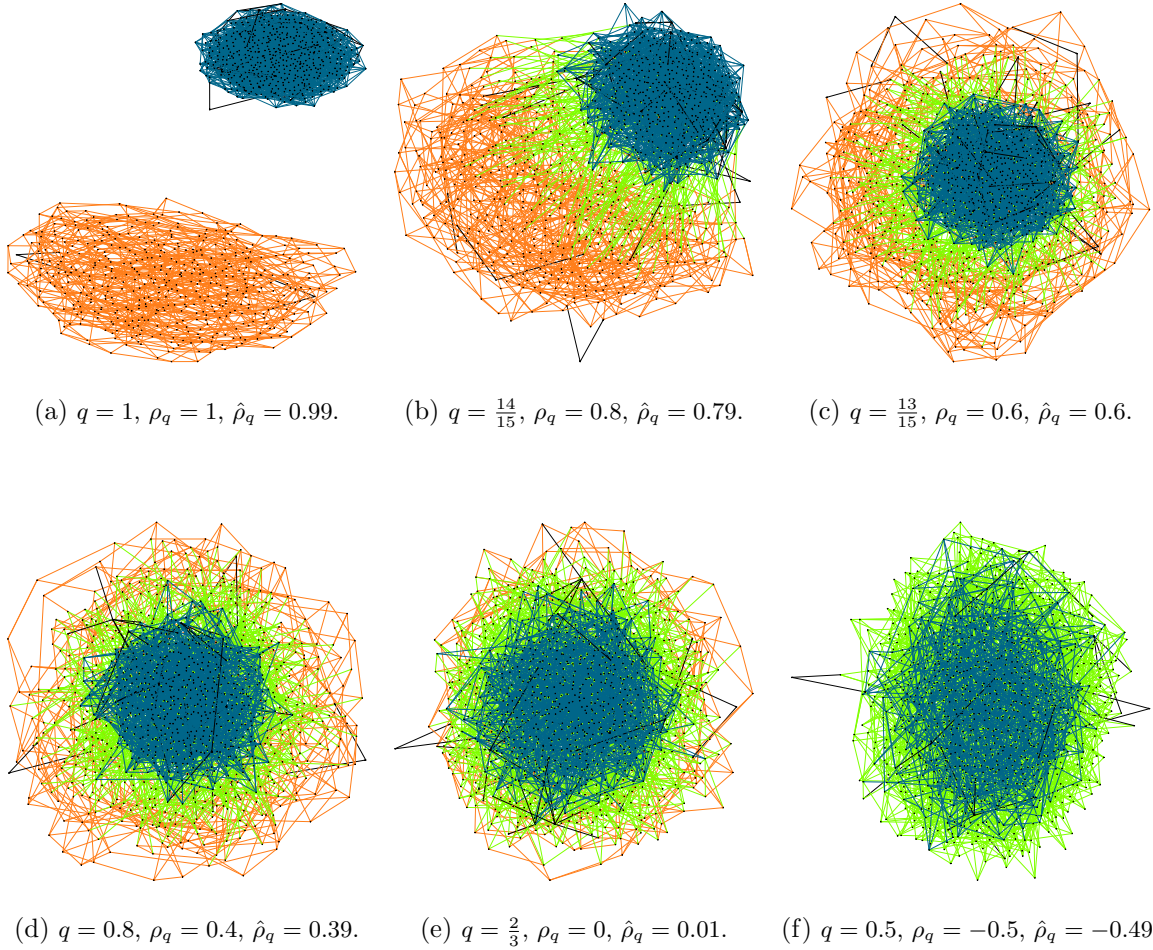 (a) q = 1, ρ_q = 1, ρ̂_q = 0.99.
(b) q = 14/15, ρ_q = 0.8, ρ̂_q = 0.79.
(c) q = 13/15, ρ_q = 0.6, ρ̂_q = 0.6.
(d) q = 0.8, ρ_q = 0.4, ρ̂_q = 0.39.
(e) q = 2/3, ρ_q = 0, ρ̂_q = 0.01.
(f) q = 0.5, ρ_q = −0.5, ρ̂_q = −0.49